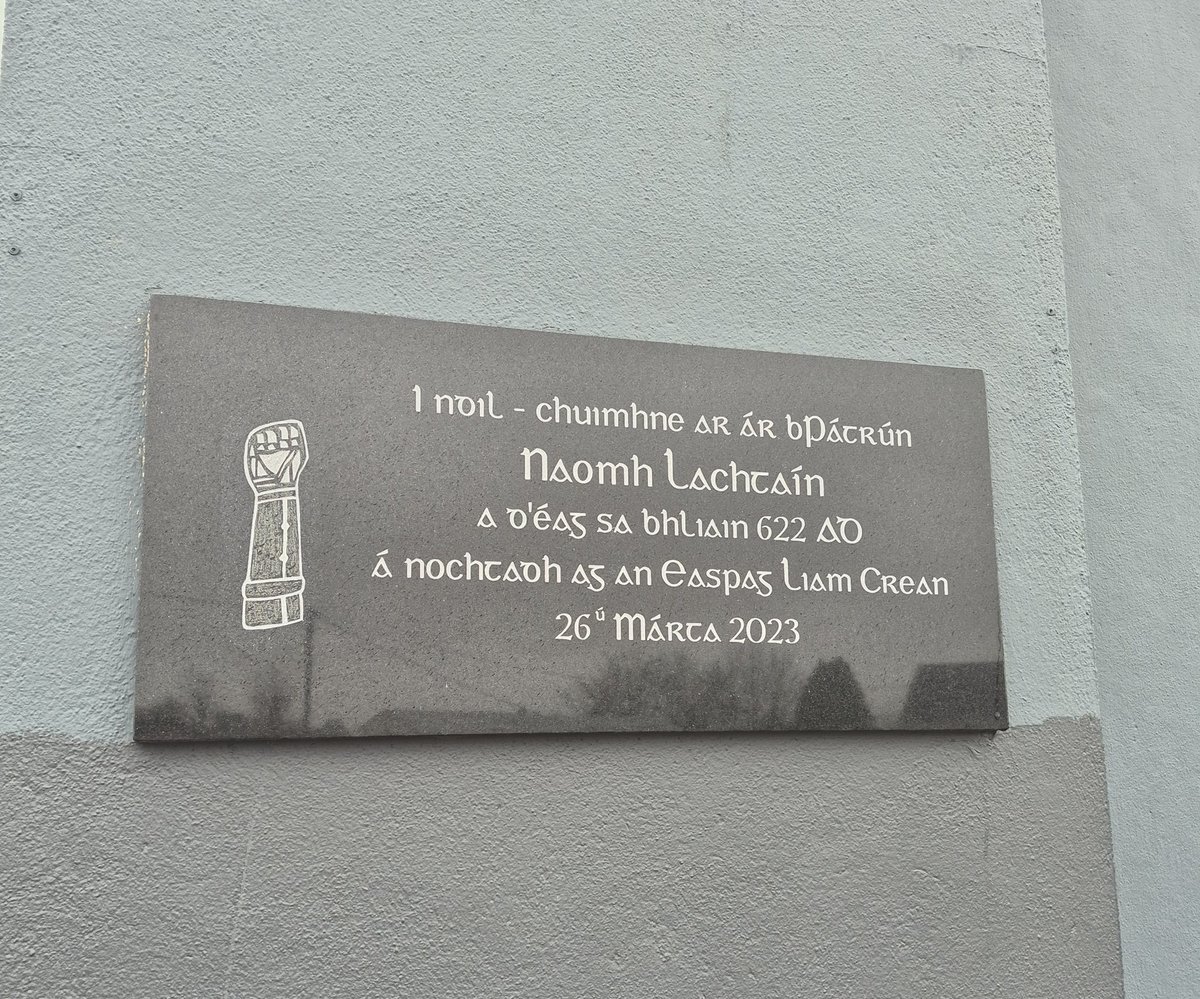 I nDIL - chuimhne ar ár bPátrún
Naomh Lachtaín
a d'éag sa bhliain 622 AD
á nochtadh ag an Easpag Liam Crean
26ú Márta 2023